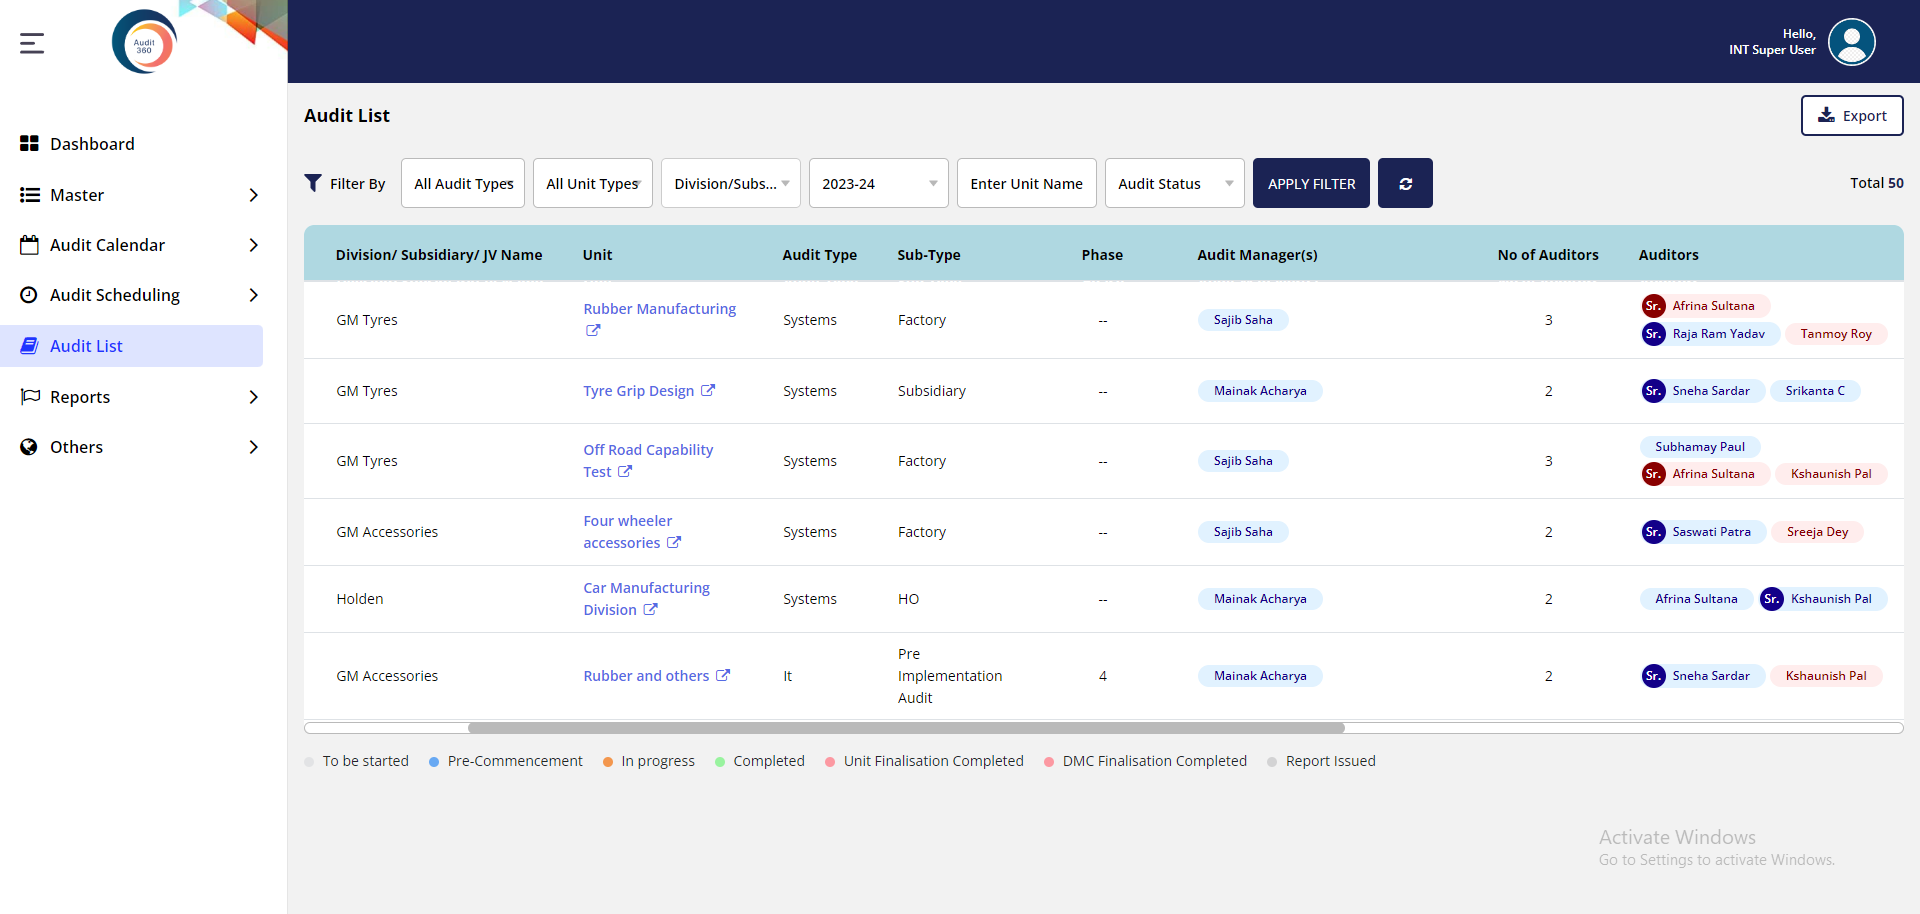 Audit
360
Hello,
INT Super User
Dashboard
Master
Audit Calendar
Audit Scheduling
Audit List
Reports
Others
Audit List
Export
Filter By
All Audit Types
All Unit Types
Division/Subs...
2023-24
Enter Unit Name
Audit Status
APPLY FILTER
Total 50
Division/ Subsidiary/ JV Name Unit Audit Type Sub-Type Phase Audit Manager(s) No of Auditors Auditors
GM Tyres Rubber Manufacturing Systems Factory -- Sajib Saha 3 Sr. Afrina Sultana
Sr. Raja Ram Yadav Tanmoy Roy
GM Tyres Tyre Grip Design Systems Subsidiary -- Mainak Acharya 2 Sr. Sneha Sardar Srikanta C
GM Tyres Off Road Capability
Test Systems Factory -- Sajib Saha 3 Subhamay Paul
Sr. Afrina Sultana Kshaunish Pal
GM Accessories Four wheeler
accessories Systems Factory -- Sajib Saha 2 Sr. Saswati Patra Sreeja Dey
Holden Car Manufacturing
Division Systems HO -- Mainak Acharya 2 Afrina Sultana Sr. Kshaunish Pal
GM Accessories Rubber and others It Pre
Implementation
Audit 4 Mainak Acharya 2 Sr. Sneha Sardar Kshaunish Pal
To be started Pre-Commencement In progress Completed Unit Finalisation Completed DMC Finalisation Completed Report Issued
Activate Windows
Go to Settings to activate Windows.